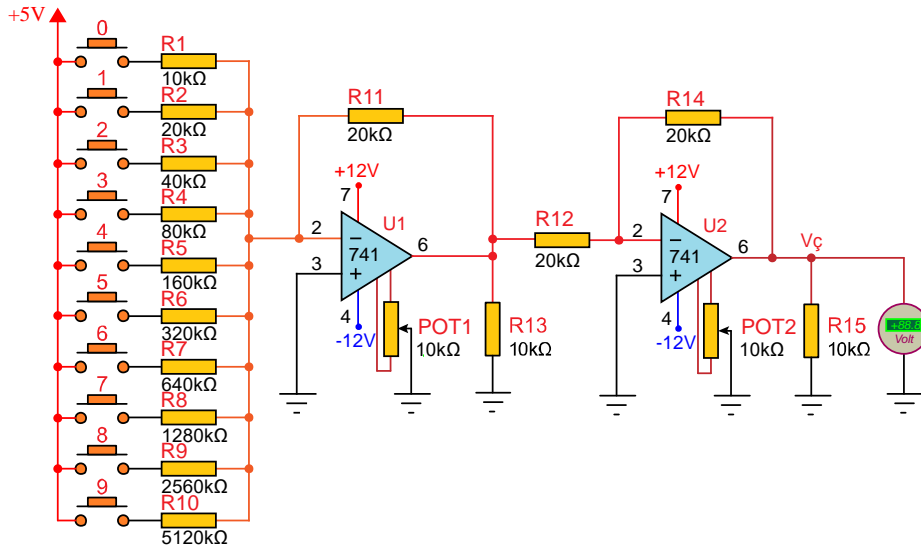 +5V
0
R1
10kΩ
1
R2
20kΩ
2
R3
40kΩ
3
R4
80kΩ
4
R5
160kΩ
5
R6
320kΩ
6
R7
640kΩ
7
R8
1280kΩ
8
R9
2560kΩ
9
R10
5120kΩ
R11
20kΩ
+12V
7
U1
2
741
6
3
4
-12V
POT1
10kΩ
R12
20kΩ
R13
10kΩ
R14
20kΩ
+12V
7
U2
2
741
6
3
4
-12V
POT2
10kΩ
Vç
R15
10kΩ
Volt